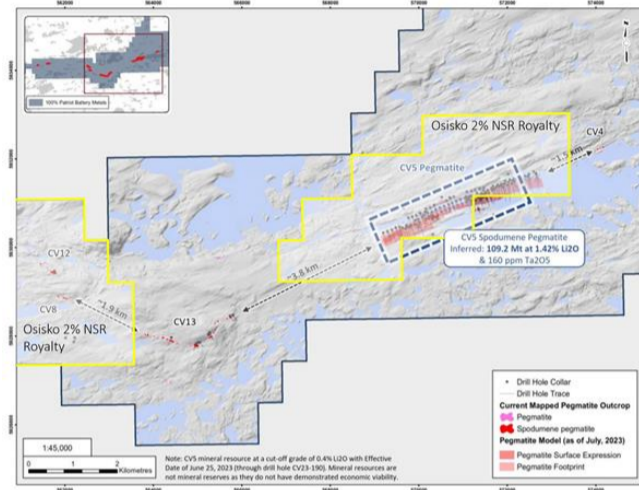 100% Patriot Battery Metals
Osisko 2% NSR Royalty
CV4
~1.5 km
CV5 Pegmatite
CV5 Spodumene Pegmatite
Inferred: 109.2 Mt at 1.42% Li2O
& 160 ppm Ta2O5
~3.8 km
CV12
CV8
~1.9 km
CV13
Osisko 2% NSR
Royalty
Drill Hole Collar
Drill Hole Trace
Current Mapped Pegmatite Outcrop
Pegmatite
Spodumene pegmatite
Pegmatite Model (as of July, 2023)
Pegmatite Surface Expression
Pegmatite Footprint
1:45,000
0 1 2
Kilometres
Note: CV5 mineral resource at a cut-off grade of 0.4% Li2O with Effective
Date of June 25, 2023 (through drill hole CV23-190). Mineral resources are
not mineral reserves as they do not have demonstrated economic viability.